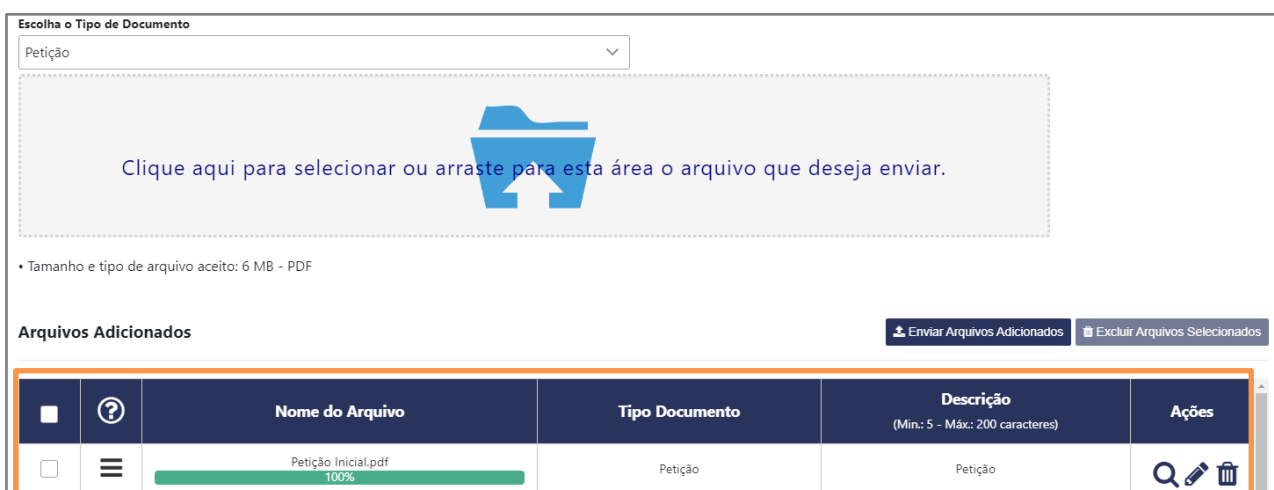 Escolha o Tipo de Documento
Petição
Clique aqui para selecionar ou arraste para esta área o arquivo que deseja enviar.
• Tamanho e tipo de arquivo aceito: 6 MB - PDF
Arquivos Adicionados
Enviar Arquivos Adicionados
Excluir Arquivos Selecionados
Nome do Arquivo
Tipo Documento
Descrição
(Min.: 5 - Máx.: 200 caracteres)
Ações
Petição Inicial.pdf
100%
Petição
Petição